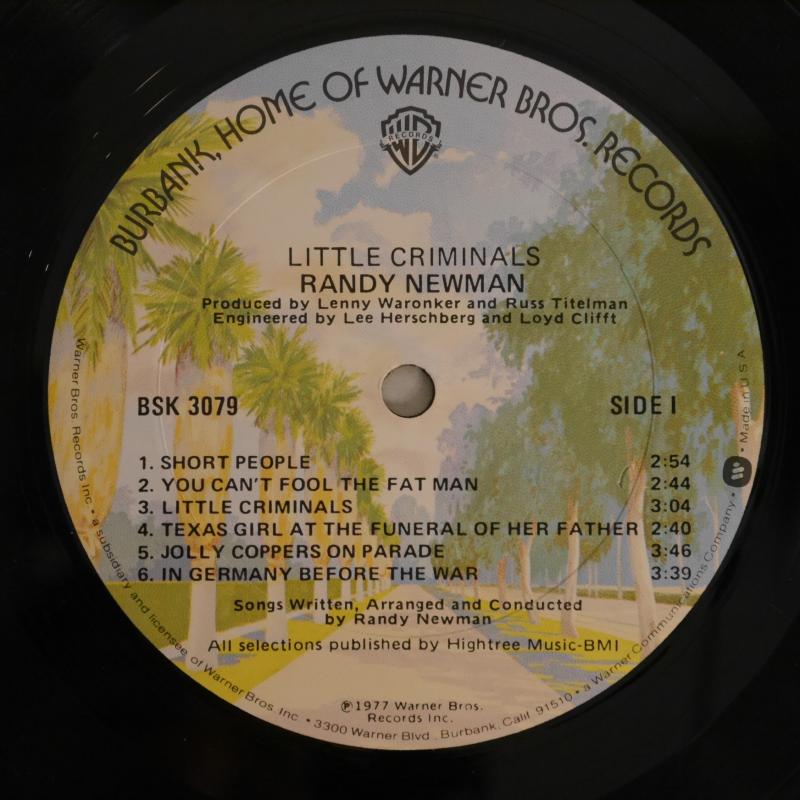 BURBANK, HOME OF WARNER BROS. RECORDS
WB
RECORDS
LITTLE CRIMINALS
RANDY NEWMAN
Produced by Lenny Waronker and Russ Titelman
Engineered by Lee Herschberg and Loyd Clifft
BSK 3079
SIDE I
1. SHORT PEOPLE 2:54
2. YOU CAN'T FOOL THE FAT MAN 2:44
3. LITTLE CRIMINALS 3:04
4. TEXAS GIRL AT THE FUNERAL OF HER FATHER 2:40
5. JOLLY COPPERS ON PARADE 3:46
6. IN GERMANY BEFORE THE WAR 3:39
Songs Written, Arranged and Conducted
by Randy Newman
All selections published by Hightree Music-BMI
℗1977 Warner Bros.
Records Inc.
Warner Bros. Records Inc. • a subsidiary and licensee of Warner Bros. Inc. • 3300 Warner Blvd., Burbank, Calif. 91510 • a Warner Communications Company • Made in U S A